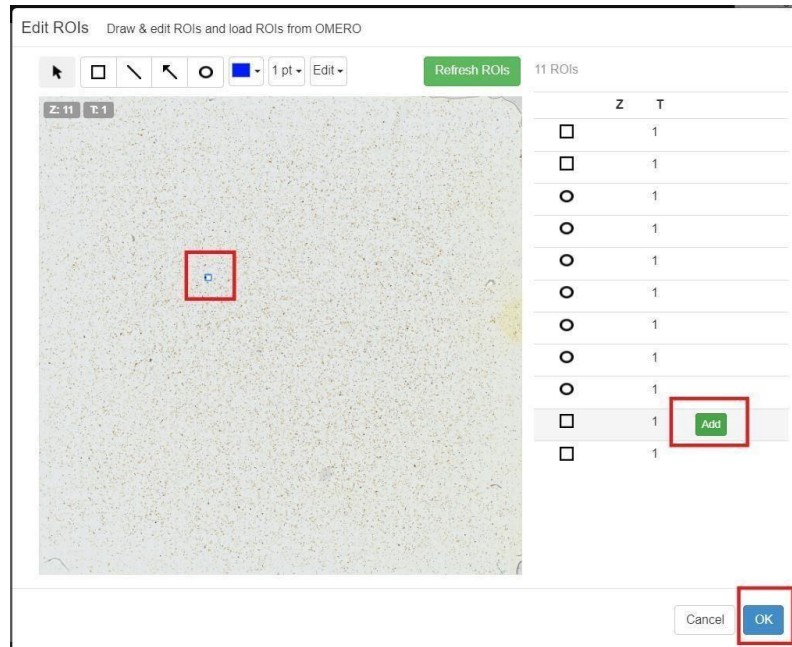 Edit ROIs Draw & edit ROIs and load ROIs from OMERO
1 pt Edit Refresh ROIs 11 ROIs
Z: 11 T: 1
Z T
1
1
1
1
1
1
1
1
1
1 Add
1
Cancel OK